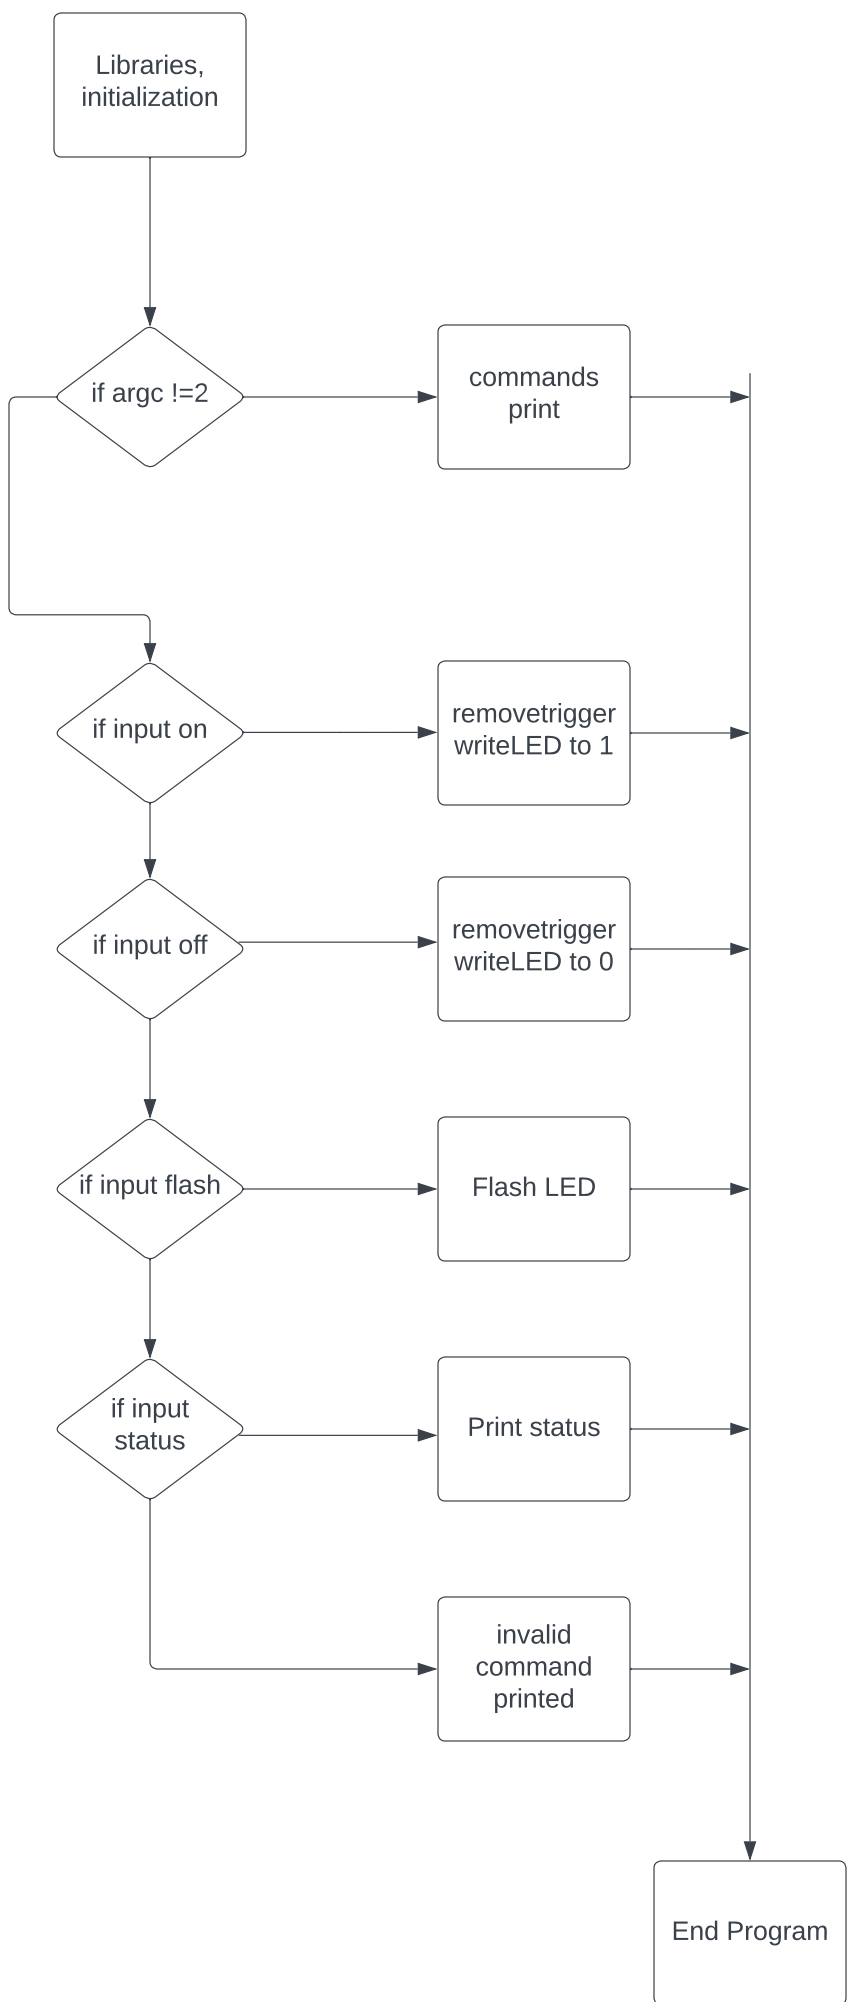 Libraries,
initialization
if argc !=2
commands
print
if input on
removetrigger
writeLED to 1
if input off
removetrigger
writeLED to 0
if input flash
Flash LED
if input
status
Print status
invalid
command
printed
End Program